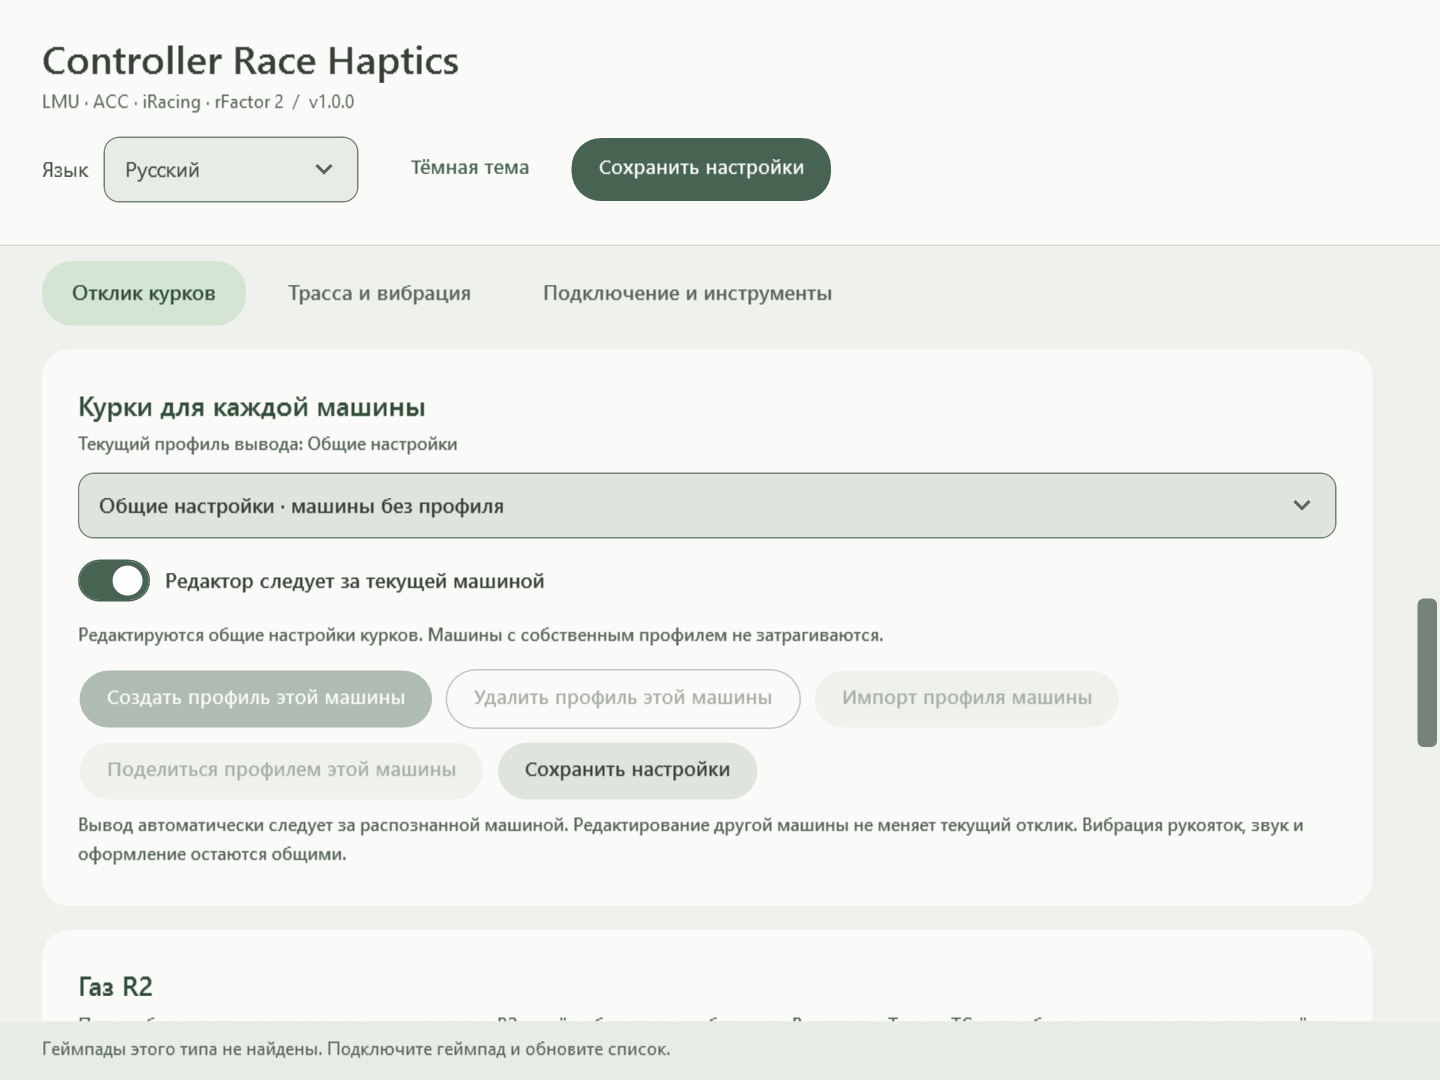 Controller Race Haptics
LMU · ACC · iRacing · rFactor 2 / v1.0.0
Язык
Русский
Тёмная тема
Сохранить настройки
Отклик курков
Трасса и вибрация
Подключение и инструменты
Курки для каждой машины
Текущий профиль вывода: Общие настройки
Общие настройки · машины без профиля
Редактор следует за текущей машиной
Редактируются общие настройки курков. Машины с собственным профилем не затрагиваются.
Создать профиль этой машины
Удалить профиль этой машины
Импорт профиля машины
Поделиться профилем этой машины
Сохранить настройки
Вывод автоматически следует за распознанной машиной. Редактирование другой машины не меняет текущий отклик. Вибрация рукояток, звук и
оформление остаются общими.
Газ R2
Геймпады этого типа не найдены. Подключите геймпад и обновите список.